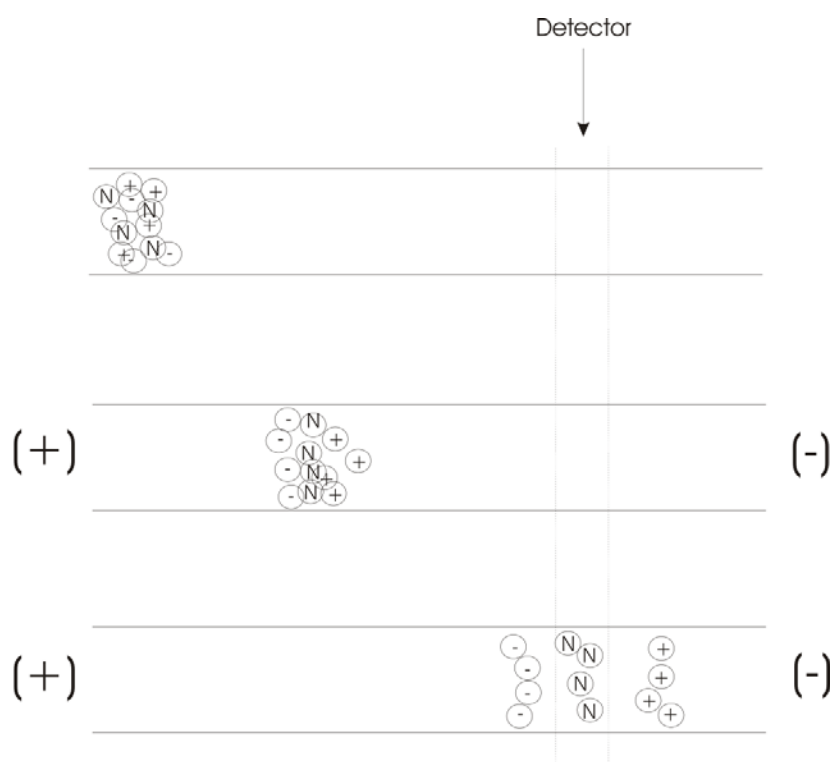 Detector
+ + N -
N - +
N + -
+ N -
(+) - N + (-)
- N +
- N +
- N +
(+) - N + (-)
- N +
- N +
- N +